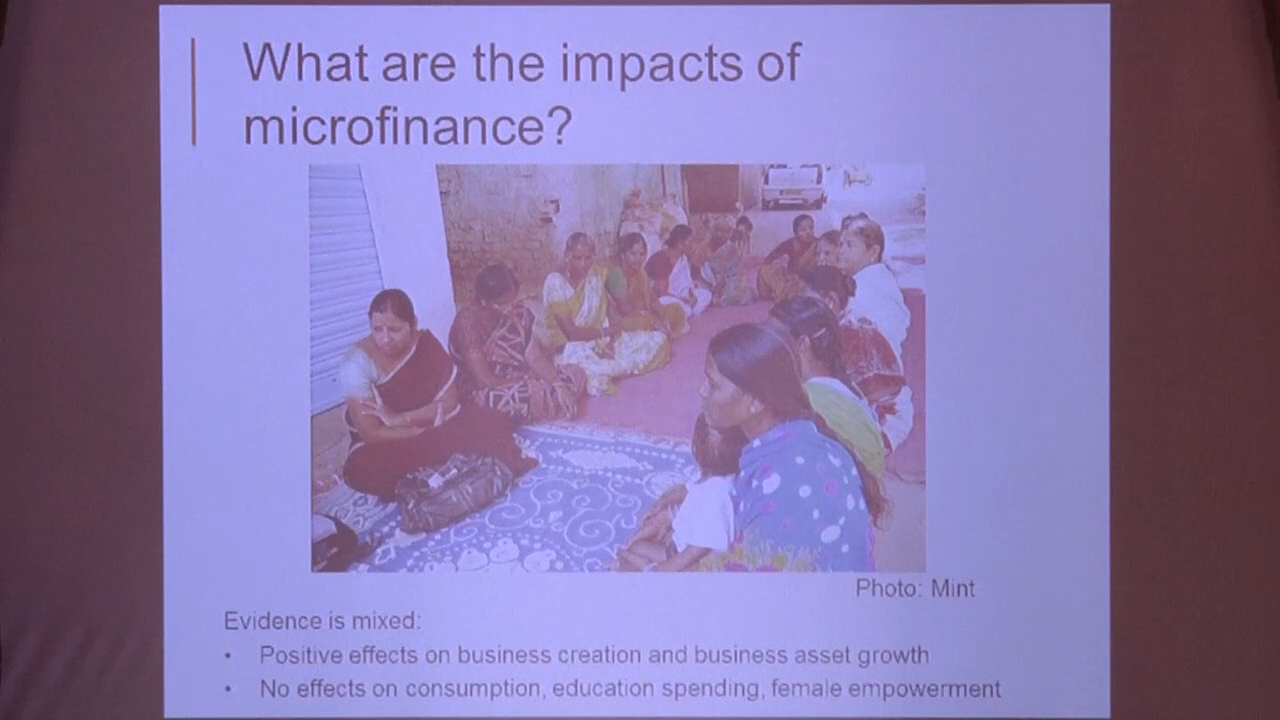 What are the impacts of
microfinance?
Photo: Mint
Evidence is mixed:
• Positive effects on business creation and business asset growth
• No effects on consumption, education spending, female empowerment